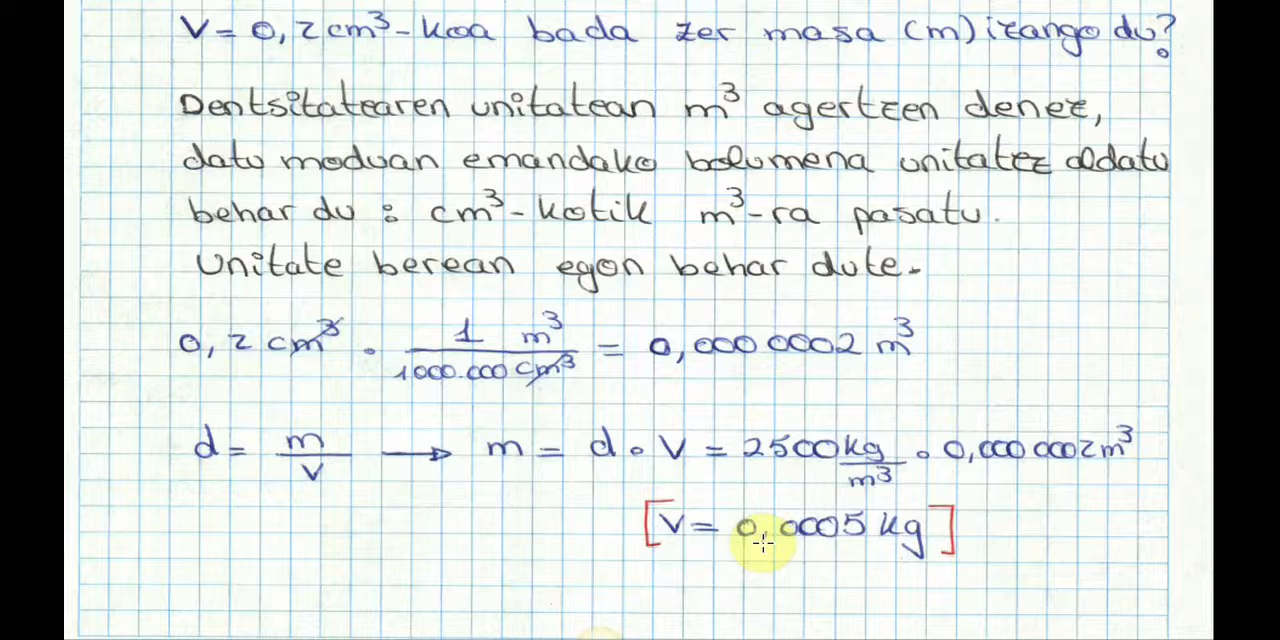 V = 0,2 cm³-koa bada zer masa (m) izango du?
Dentsitatearen unitatean m³ agertzen denez,
datu moduan emandako bolumena unitatez aldatu
behar du : cm³-kotik m³-ra pasatu.
Unitate berean egon behar dute.
0,2 cm³ · 1 m³ / 1000.000 cm³ = 0,000 0002 m³
d = m / V → m = d · V = 2500 kg / m³ · 0,000 0002 m³
[V = 0,0005 kg]